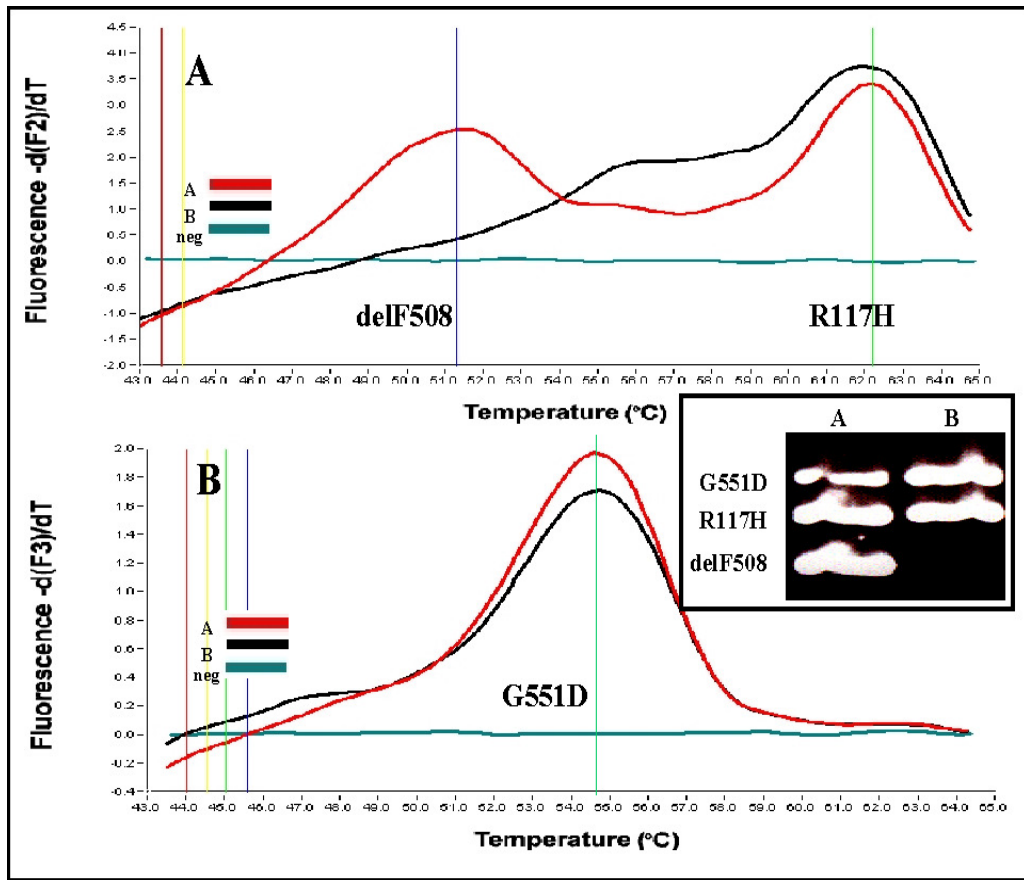 A
Fluorescence -d(F2)/dT
4.5
4.0
3.5
3.0
2.5
2.0
1.5
1.0
0.5
0.0
-0.5
-1.0
-1.5
-2.0
A
B
neg
delF508
R117H
43.0 44.0 45.0 46.0 47.0 48.0 49.0 50.0 51.0 52.0 53.0 54.0 55.0 56.0 57.0 58.0 59.0 60.0 61.0 62.0 63.0 64.0 65.0
Temperature (°C)
A B
G551D
R117H
delF508
B
Fluorescence -d(F3)/dT
2.0
1.8
1.6
1.4
1.2
1.0
0.8
0.6
0.4
0.2
0.0
-0.2
-0.4
A
B
neg
G551D
43.0 44.0 45.0 46.0 47.0 48.0 49.0 50.0 51.0 52.0 53.0 54.0 55.0 56.0 57.0 58.0 59.0 60.0 61.0 62.0 63.0 64.0 65.0
Temperature (°C)